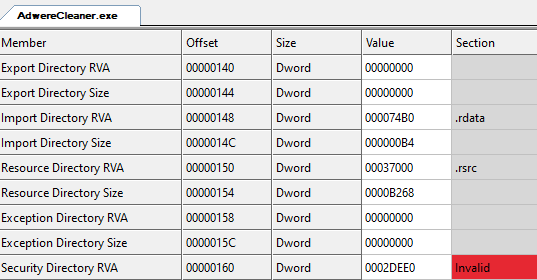 AdwereCleaner.exe
Member Offset Size Value Section
Export Directory RVA 00000140 Dword 00000000
Export Directory Size 00000144 Dword 00000000
Import Directory RVA 00000148 Dword 000074B0 .rdata
Import Directory Size 0000014C Dword 000000B4
Resource Directory RVA 00000150 Dword 00037000 .rsrc
Resource Directory Size 00000154 Dword 0000B268
Exception Directory RVA 00000158 Dword 00000000
Exception Directory Size 0000015C Dword 00000000
Security Directory RVA 00000160 Dword 0002DEE0 Invalid